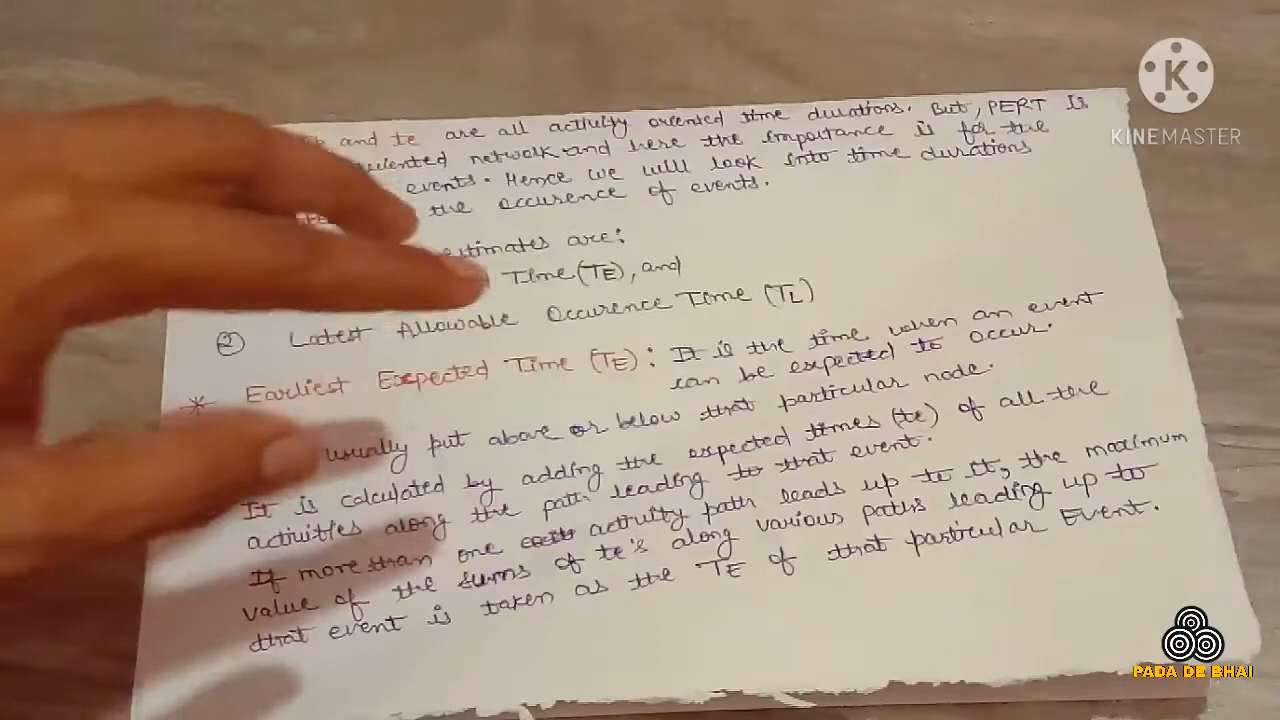 and te are all activity oriented time durations. But, PERT Is
oriented network and here the importance is for the
events. Hence we will look into time durations
the occurence of events.
estimates are:
Time (TE), and
② Latest Allowable Occurence Time (TL)
* Earliest Expected Time (TE): It is the time when an event
can be expected to occur.
usually put above or below that particular node.
It is calculated by adding the expected times (te) of all the
activities along the path leading to that event.
If more than one activity path leads up to it, the maximum
value of the sums of te's along various paths leading up to
that event is taken as the TE of that particular Event.
KINEMASTER
PADA DE BHAI